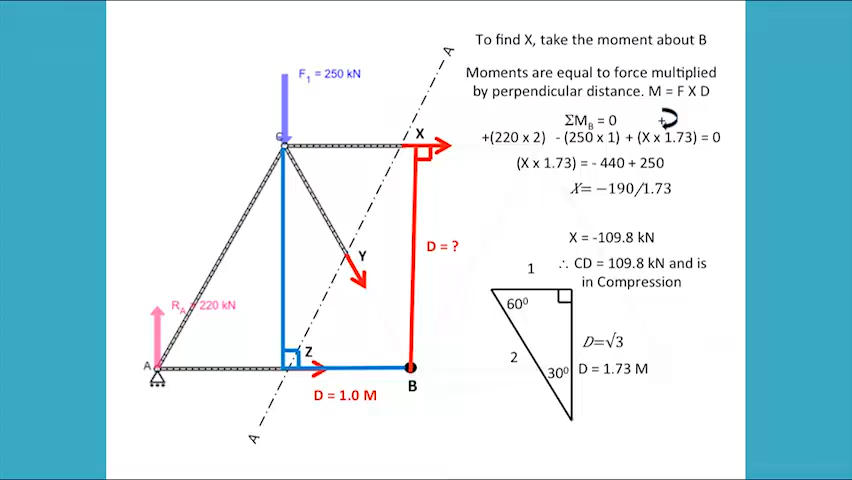 To find X, take the moment about B
Moments are equal to force multiplied
by perpendicular distance. M = F X D
ΣM_B = 0 +
+(220 x 2) - (250 x 1) + (X x 1.73) = 0
(X x 1.73) = - 440 + 250
X= −190/1.73
X = -109.8 kN
∴ CD = 109.8 kN and is
in Compression
1
60⁰
2
30⁰
D=√3
D = 1.73 M
A
F₁ = 250 kN
C
X
D = ?
Y
R_A = 220 kN
Z
A
B
D = 1.0 M
A